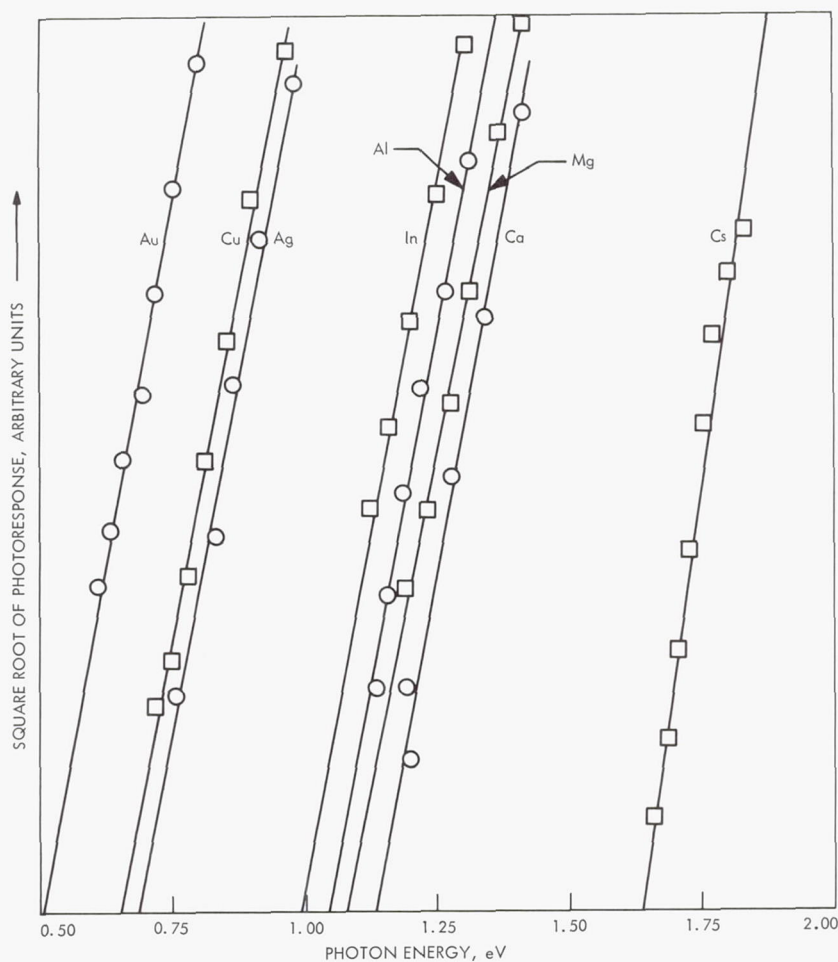 SQUARE ROOT OF PHOTORESPONSE, ARBITRARY UNITS
Al
Mg
Au
Cu
Ag
In
Ca
Cs
0.50 0.75 1.00 1.25 1.50 1.75 2.00
PHOTON ENERGY, eV